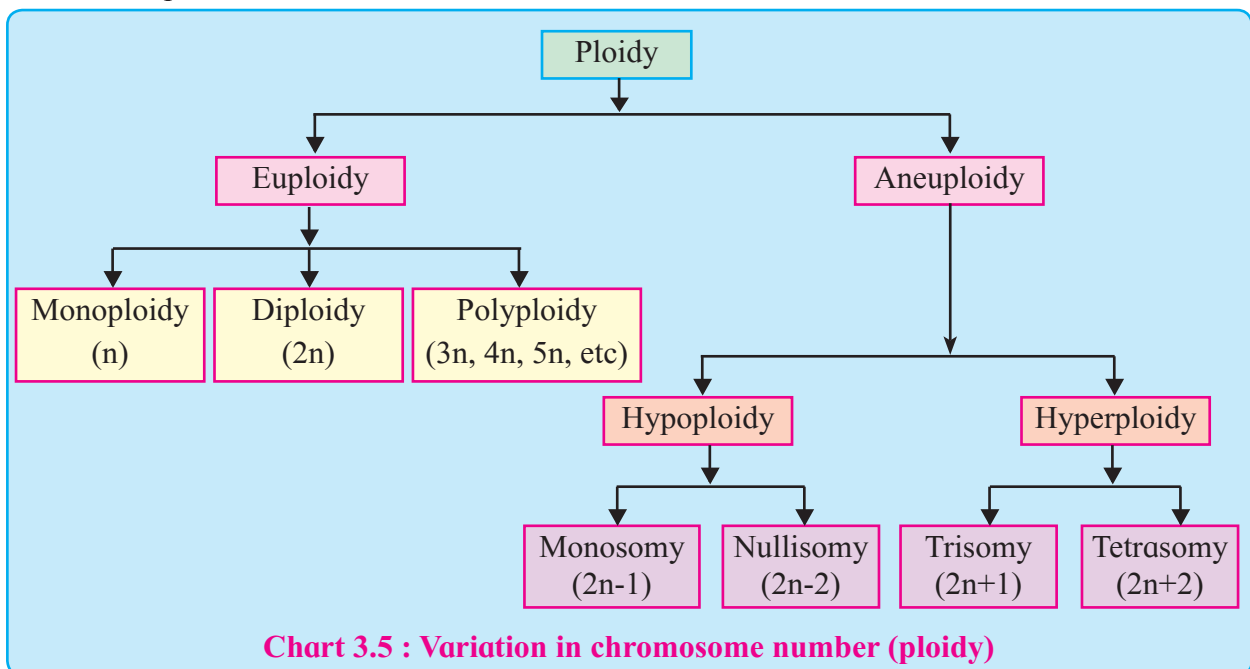 Ploidy
Euploidy Aneuploidy
Monoploidy Diploidy Polyploidy
(n) (2n) (3n, 4n, 5n, etc)
Hypoploidy Hyperploidy
Monosomy Nullisomy Trisomy Tetrasomy
(2n-1) (2n-2) (2n+1) (2n+2)
Chart 3.5 : Variation in chromosome number (ploidy)